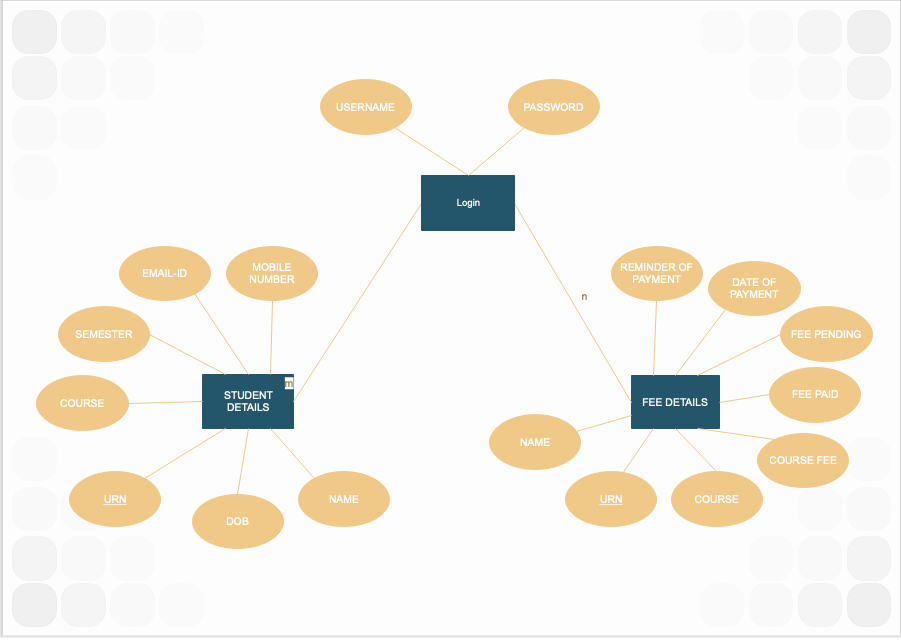 USERNAME
PASSWORD
Login
EMAIL-ID
MOBILE
NUMBER
SEMESTER
COURSE
STUDENT
DETAILS
m
URN
DOB
NAME
n
REMINDER OF
PAYMENT
DATE OF
PAYMENT
FEE PENDING
FEE PAID
FEE DETAILS
COURSE FEE
NAME
URN
COURSE